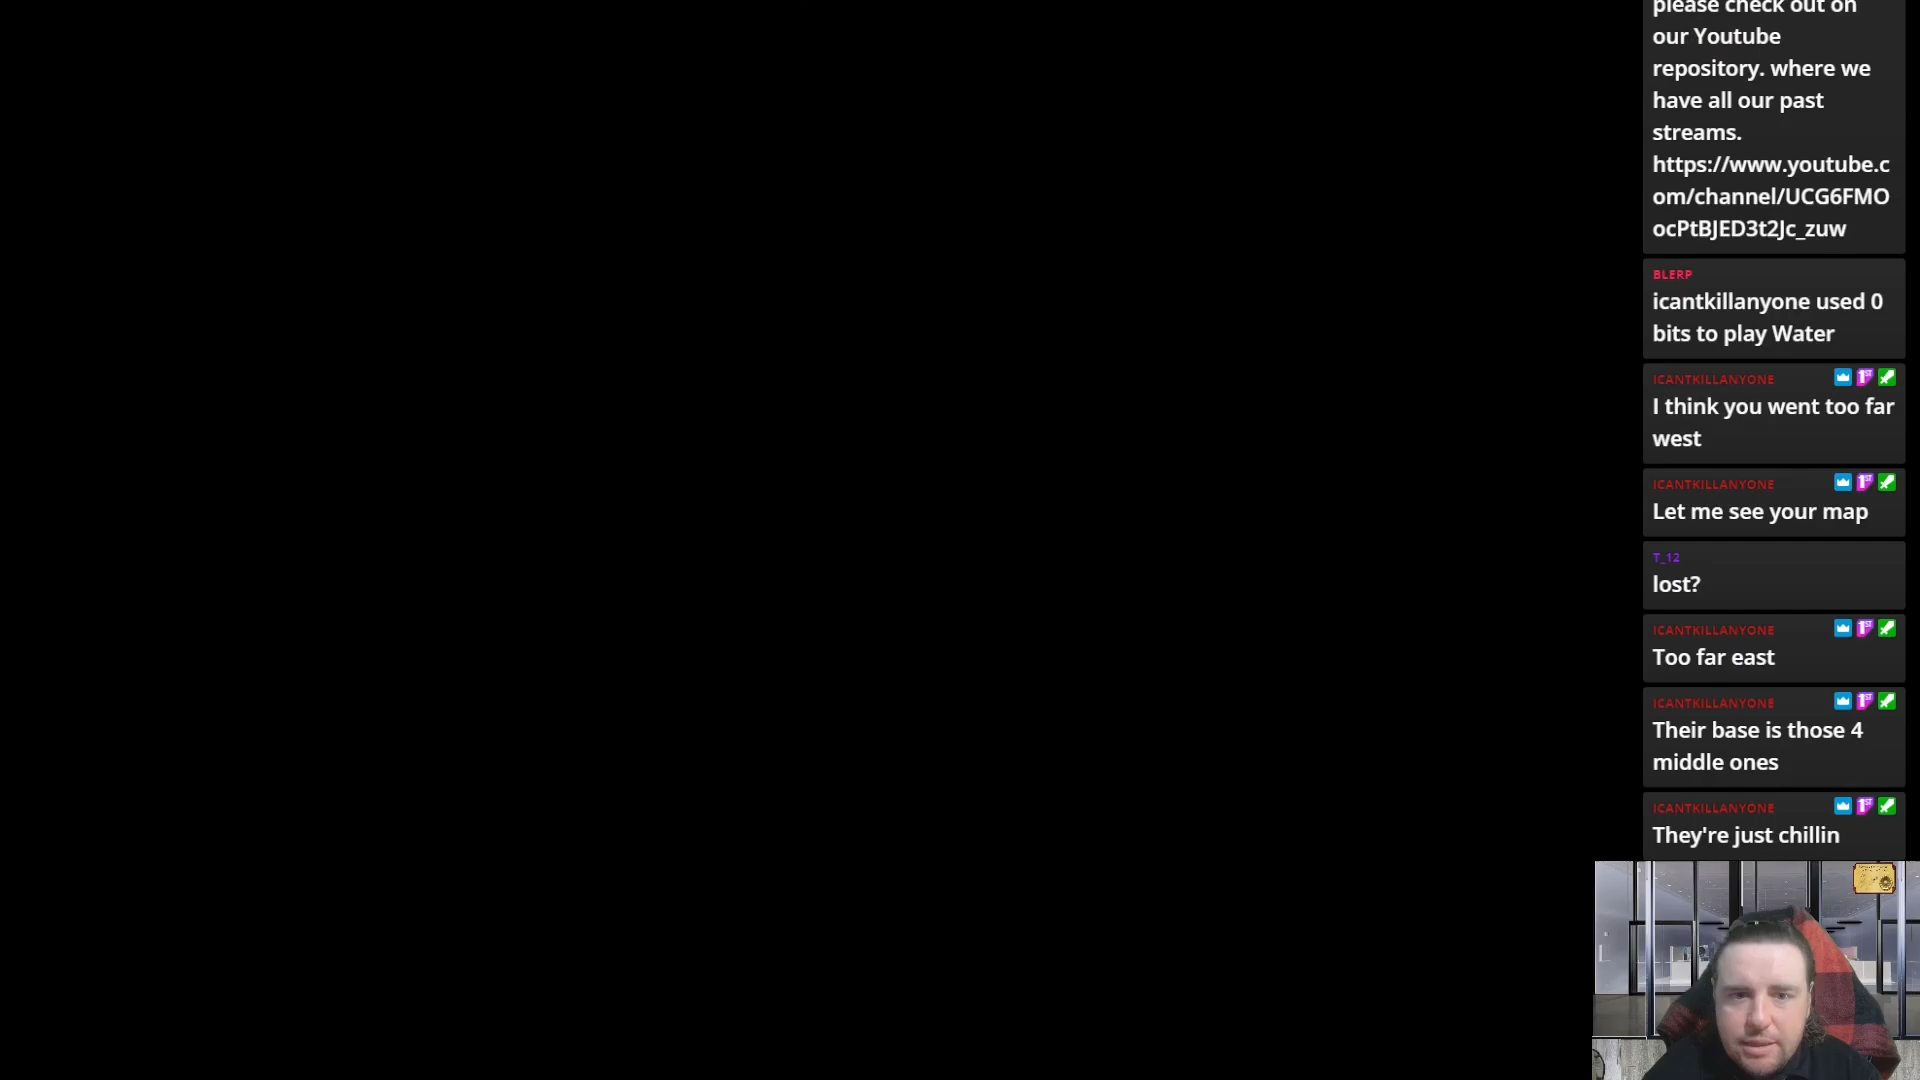 please check out on
our Youtube
repository. where we
have all our past
streams.
https://www.youtube.c
om/channel/UCG6FMO
ocPtBJED3t2Jc_zuw
BLERP
icantkillanyone used 0
bits to play Water
ICANTKILLANYONE
I think you went too far
west
ICANTKILLANYONE
Let me see your map
T_12
lost?
ICANTKILLANYONE
Too far east
ICANTKILLANYONE
Their base is those 4
middle ones
ICANTKILLANYONE
They're just chillin